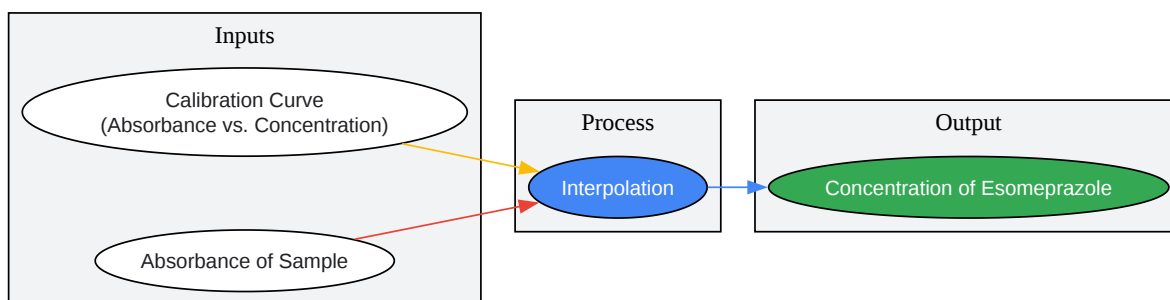 Inputs
Calibration Curve
(Absorbance vs. Concentration)
Absorbance of Sample
Process
Interpolation
Output
Concentration of Esomeprazole